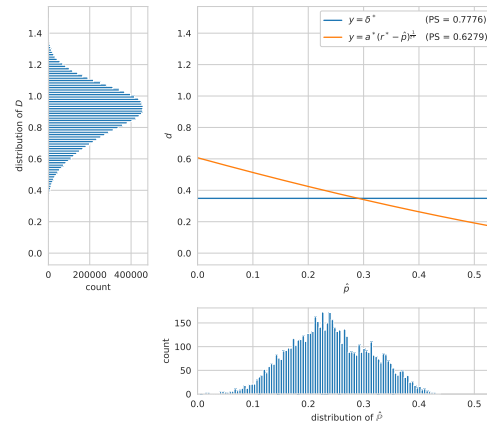 y = δ* (PS = 0.7776)
y = a*(r* − p̂)^(1/c*) (PS = 0.6279)
1.4
1.2
1.0
0.8
0.6
0.4
0.2
0.0
distribution of D
0 200000 400000
count
1.4
1.2
1.0
0.8
0.6
0.4
0.2
0.0
d
0.0 0.1 0.2 0.3 0.4 0.5
p̂
150
100
50
0
count
0.0 0.1 0.2 0.3 0.4 0.5
distribution of p̂